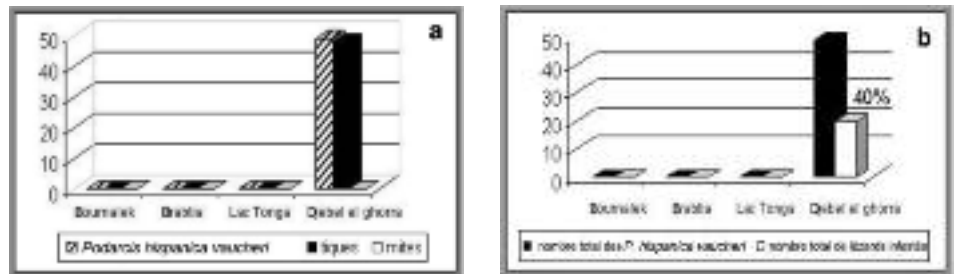 a
50
40
30
20
10
0
Boumalek Brabtia Lac Tonga Djebel el ghorra
Podarcis hispanica vaucheri tiques mites
b
50
40
30
20
10
0
40%
Boumalek Brabtia Lac Tonga Djebel el ghorra
nombre total des P. hispanica vaucheri nombre total de lézards infestés